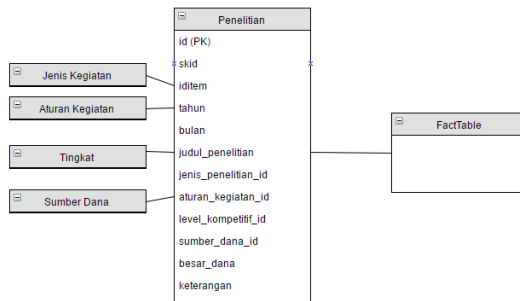 Penelitian
id (PK)
skid
iditem
tahun
bulan
judul_penelitian
jenis_penelitian_id
aturan_kegiatan_id
level_kompetitif_id
sumber_dana_id
besar_dana
keterangan
Jenis Kegiatan
Aturan Kegiatan
Tingkat
Sumber Dana
FactTable